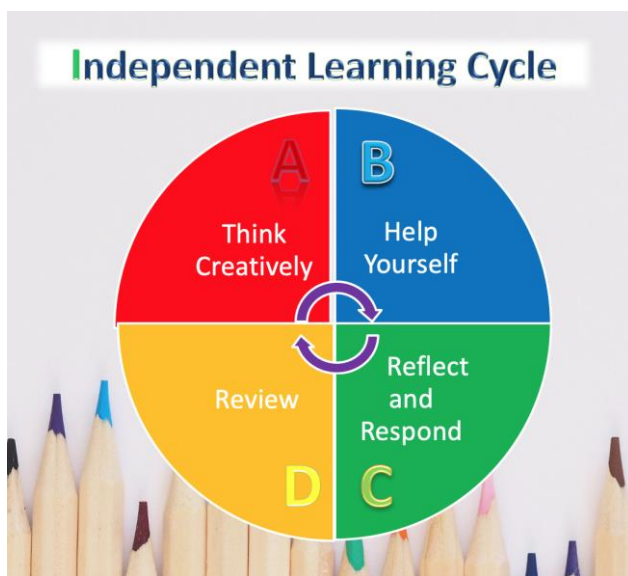 Independent Learning Cycle
A
Think
Creatively
B
Help
Yourself
Reflect
and
Respond
C
Review
D